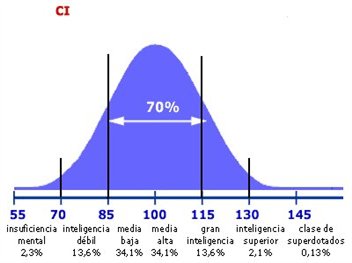 CI
70%
55 70 85 100 115 130 145
insuficiencia mental 2,3%
inteligencia débil 13,6%
media baja 34,1%
media alta 34,1%
gran inteligencia 13,6%
inteligencia superior 2,1%
clase de superdotados 0,13%